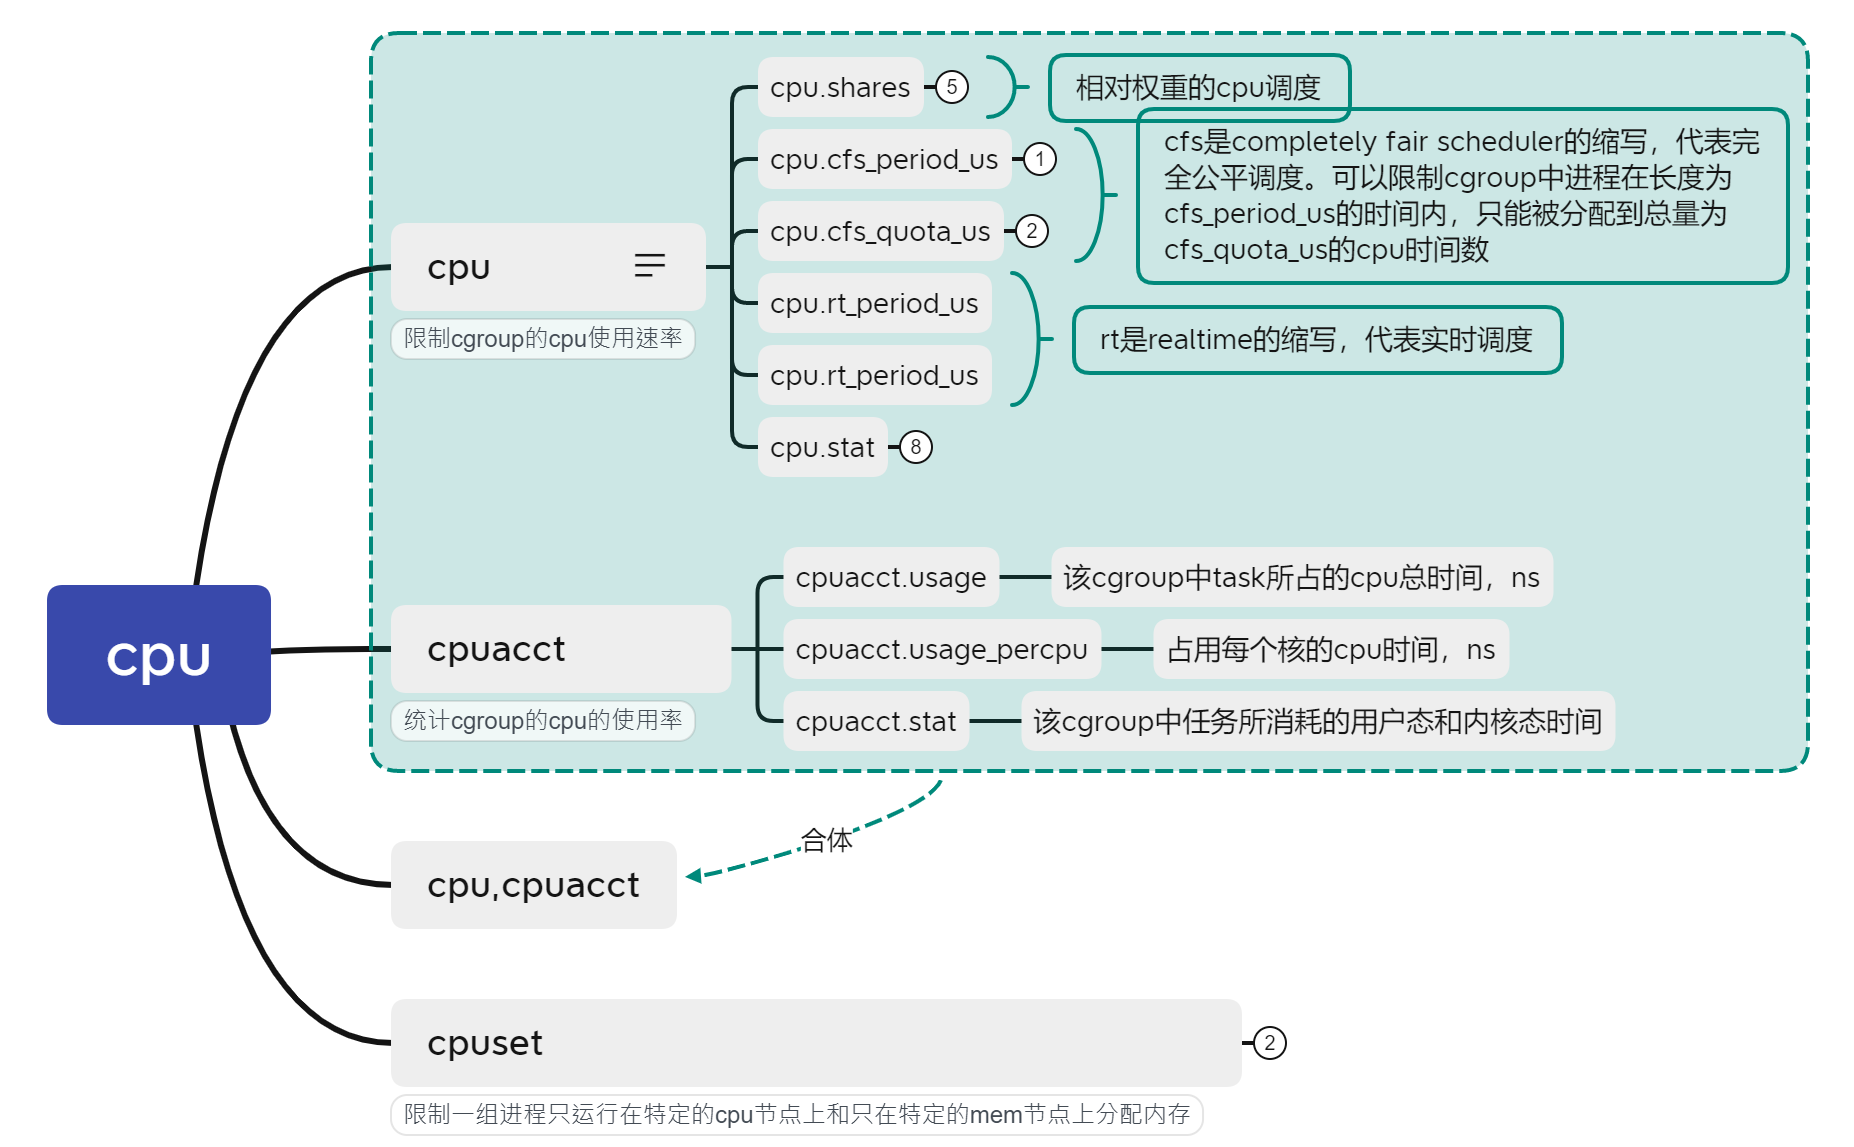 cpu
cpu
限制cgroup的cpu使用速率
cpu.shares
5
相对权重的cpu调度
cpu.cfs_period_us
1
cpu.cfs_quota_us
2
cfs是completely fair scheduler的缩写，代表完
全公平调度。可以限制cgroup中进程在长度为
cfs_period_us的时间内，只能被分配到总量为
cfs_quota_us的cpu时间数
cpu.rt_period_us
cpu.rt_period_us
rt是realtime的缩写，代表实时调度
cpu.stat
8
cpuacct
统计cgroup的cpu的使用率
cpuacct.usage
该cgroup中task所占的cpu总时间，ns
cpuacct.usage_percpu
占用每个核的cpu时间，ns
cpuacct.stat
该cgroup中任务所消耗的用户态和内核态时间
合体
cpu,cpuacct
cpuset
2
限制一组进程只运行在特定的cpu节点上和只在特定的mem节点上分配内存